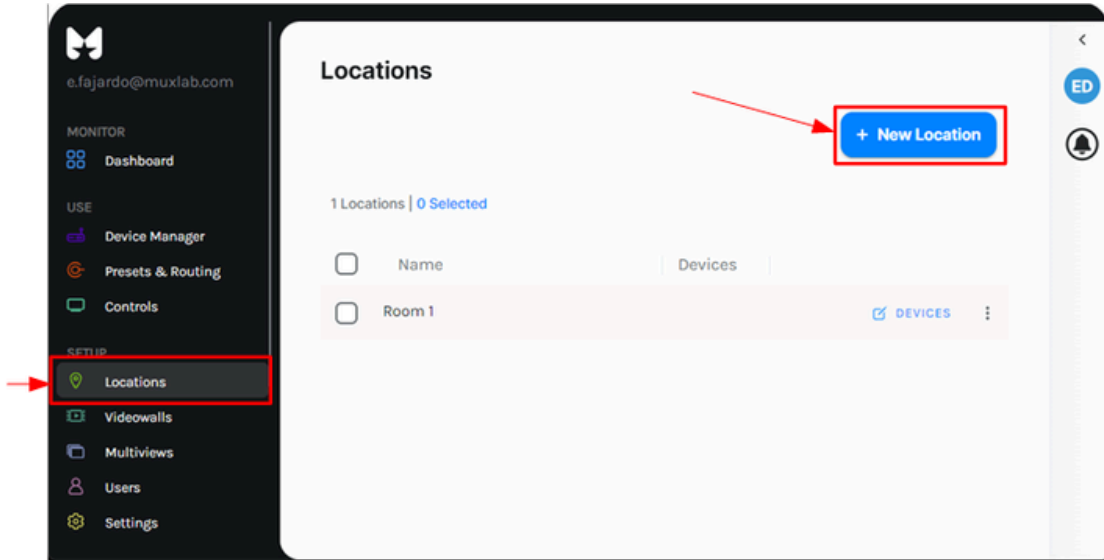 e.fajardo@muxlab.com
MONITOR
Dashboard
USE
Device Manager
Presets & Routing
Controls
SETUP
Locations
Videowalls
Multiviews
Users
Settings
Locations
+ New Location
1 Locations | 0 Selected
Name Devices
Room 1 DEVICES
ED